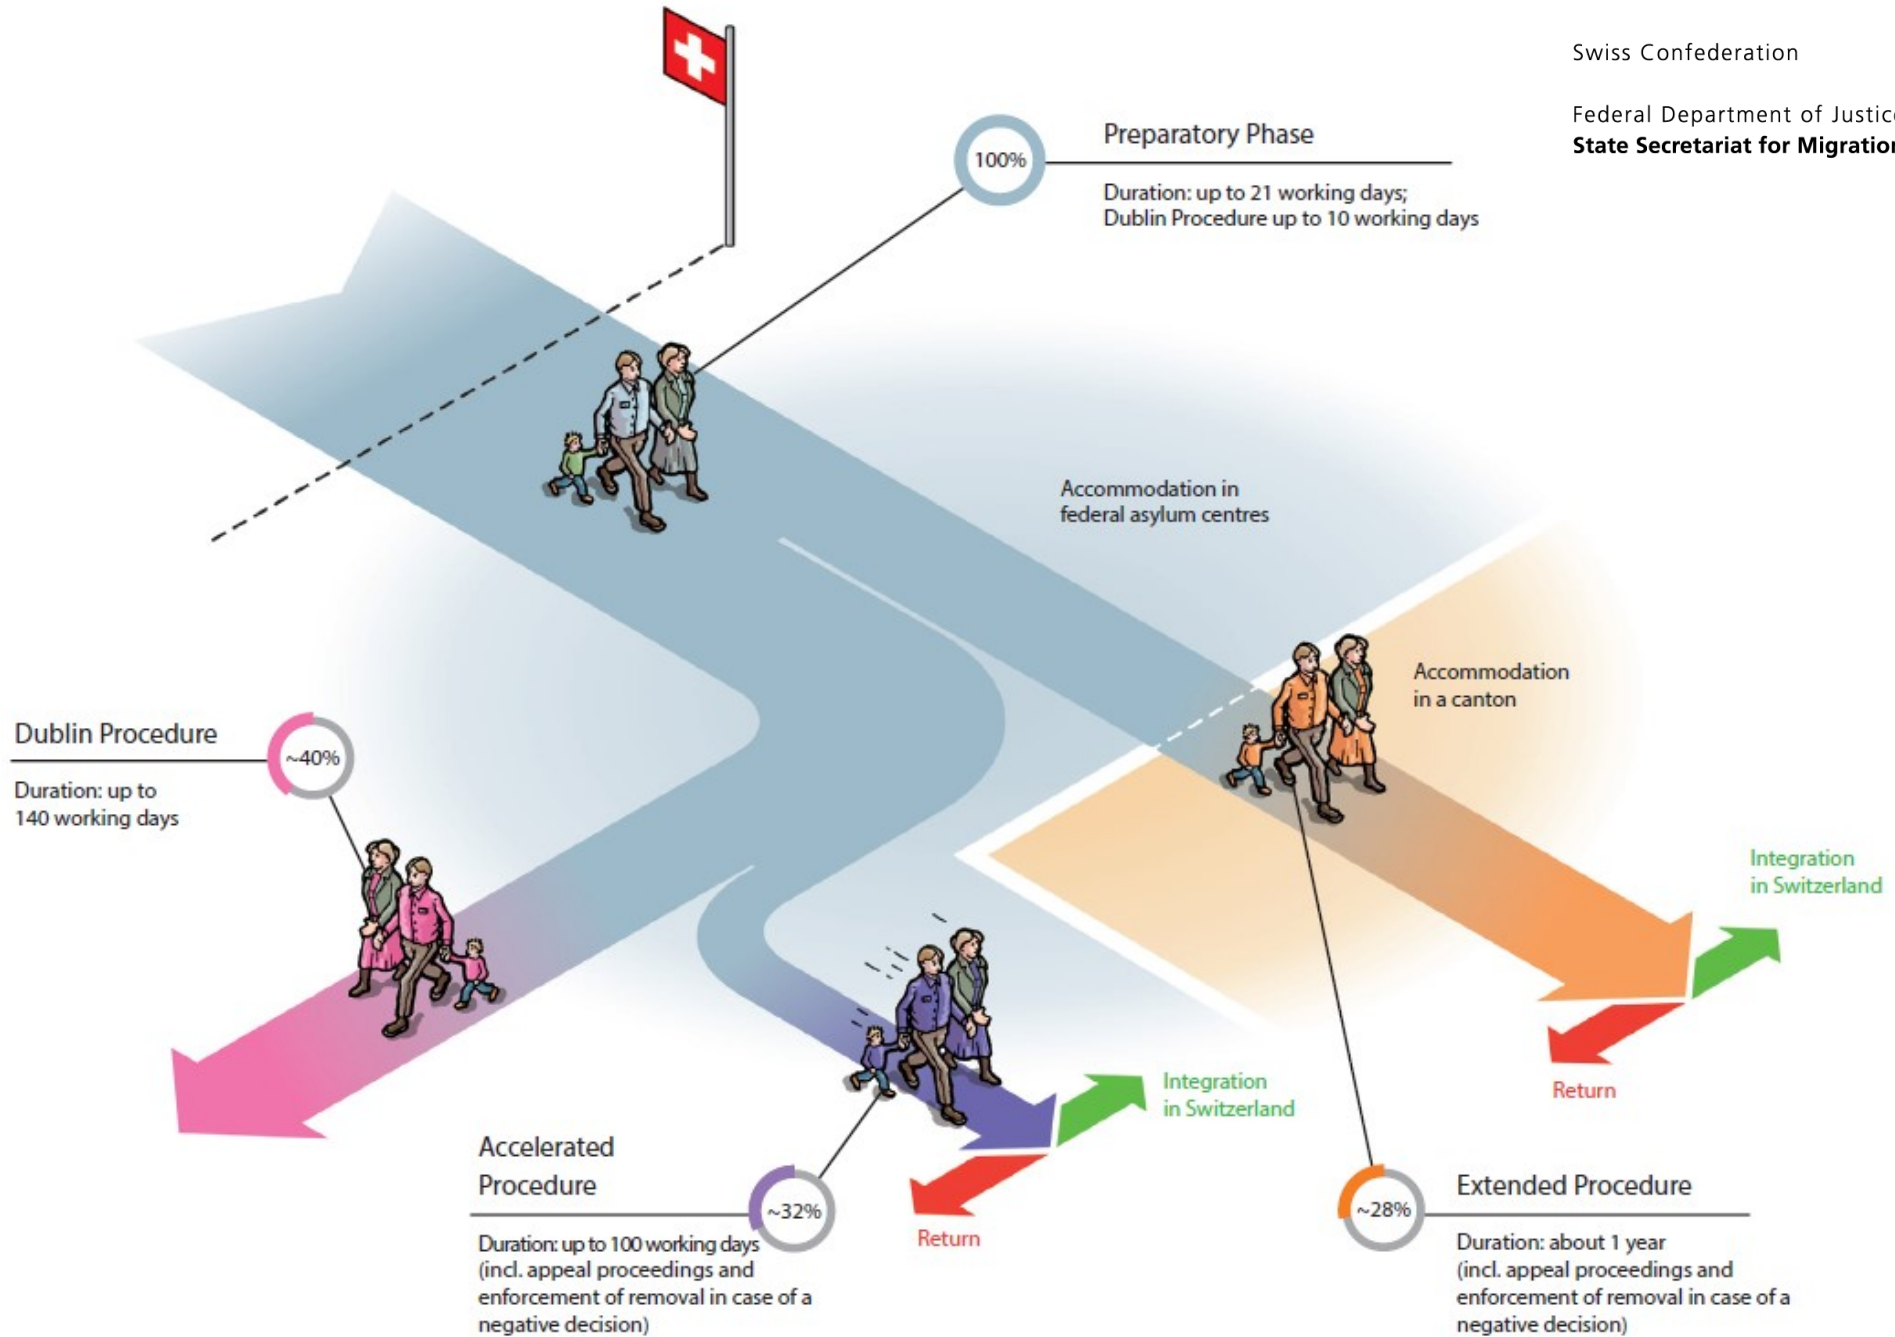 Swiss Confederation
Federal Department of Justice
State Secretariat for Migration
100%
Preparatory Phase
Duration: up to 21 working days;
Dublin Procedure up to 10 working days
Accommodation in
federal asylum centres
Accommodation
in a canton
Dublin Procedure
~40%
Duration: up to
140 working days
Integration
in Switzerland
Return
Integration
in Switzerland
Return
Accelerated
Procedure
~32%
Duration: up to 100 working days
(incl. appeal proceedings and
enforcement of removal in case of a
negative decision)
~28%
Extended Procedure
Duration: about 1 year
(incl. appeal proceedings and
enforcement of removal in case of a
negative decision)